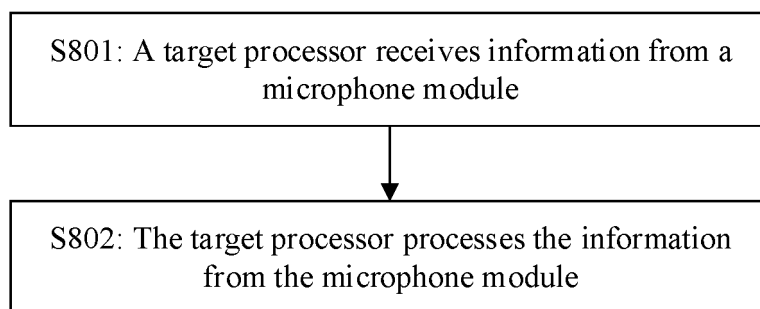 S801: A target processor receives information from a
microphone module
S802: The target processor processes the information
from the microphone module